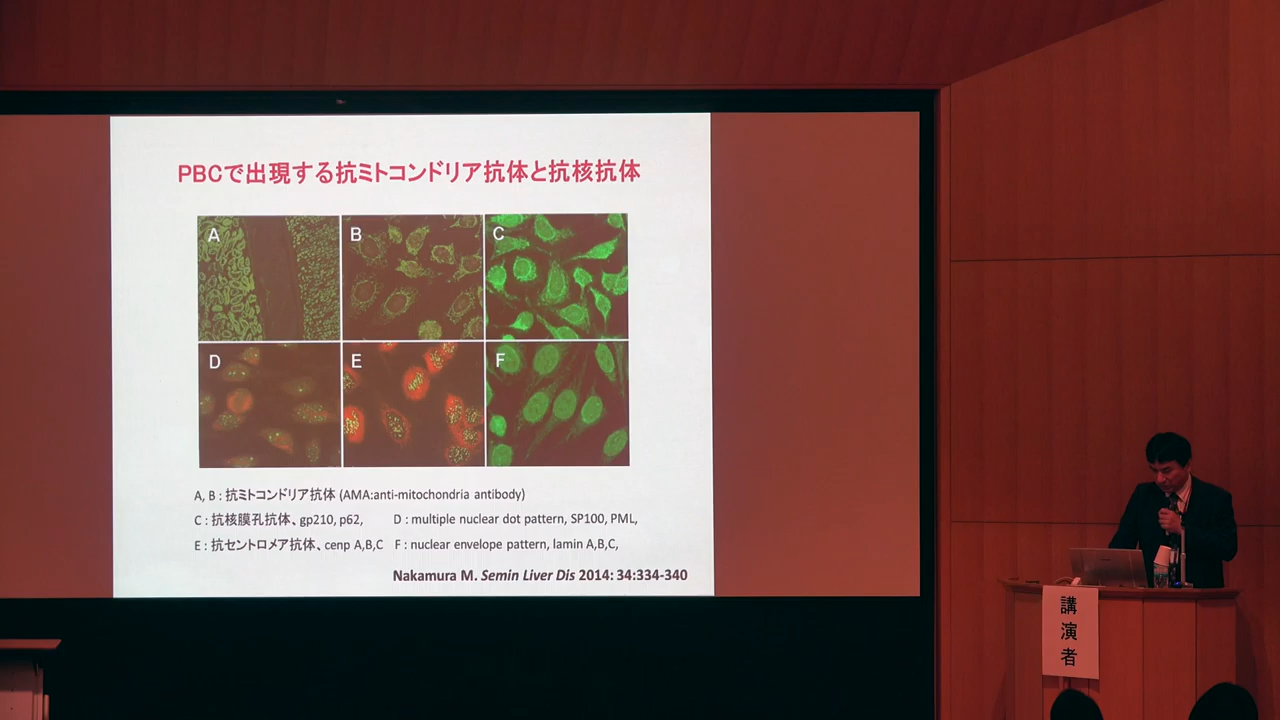 PBCで出現する抗ミトコンドリア抗体と抗核抗体
A
B
C
D
E
F
A, B : 抗ミトコンドリア抗体 (AMA:anti-mitochondria antibody)
C : 抗核膜孔抗体、gp210, p62, D : multiple nuclear dot pattern, SP100, PML,
E : 抗セントロメア抗体、cenp A,B,C F : nuclear envelope pattern, lamin A,B,C,
Nakamura M. Semin Liver Dis 2014: 34:334-340
講演者